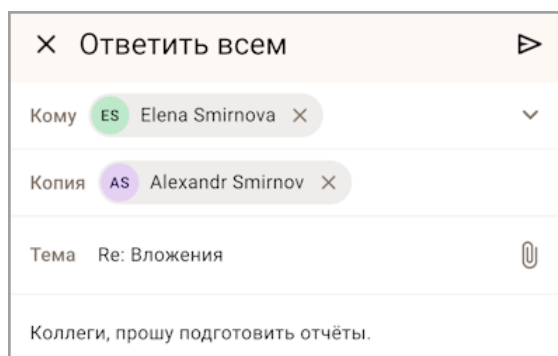 Ответить всем
Кому ES Elena Smirnova
Копия AS Alexandr Smirnov
Тема Re: Вложения
Коллеги, прошу подготовить отчёты.